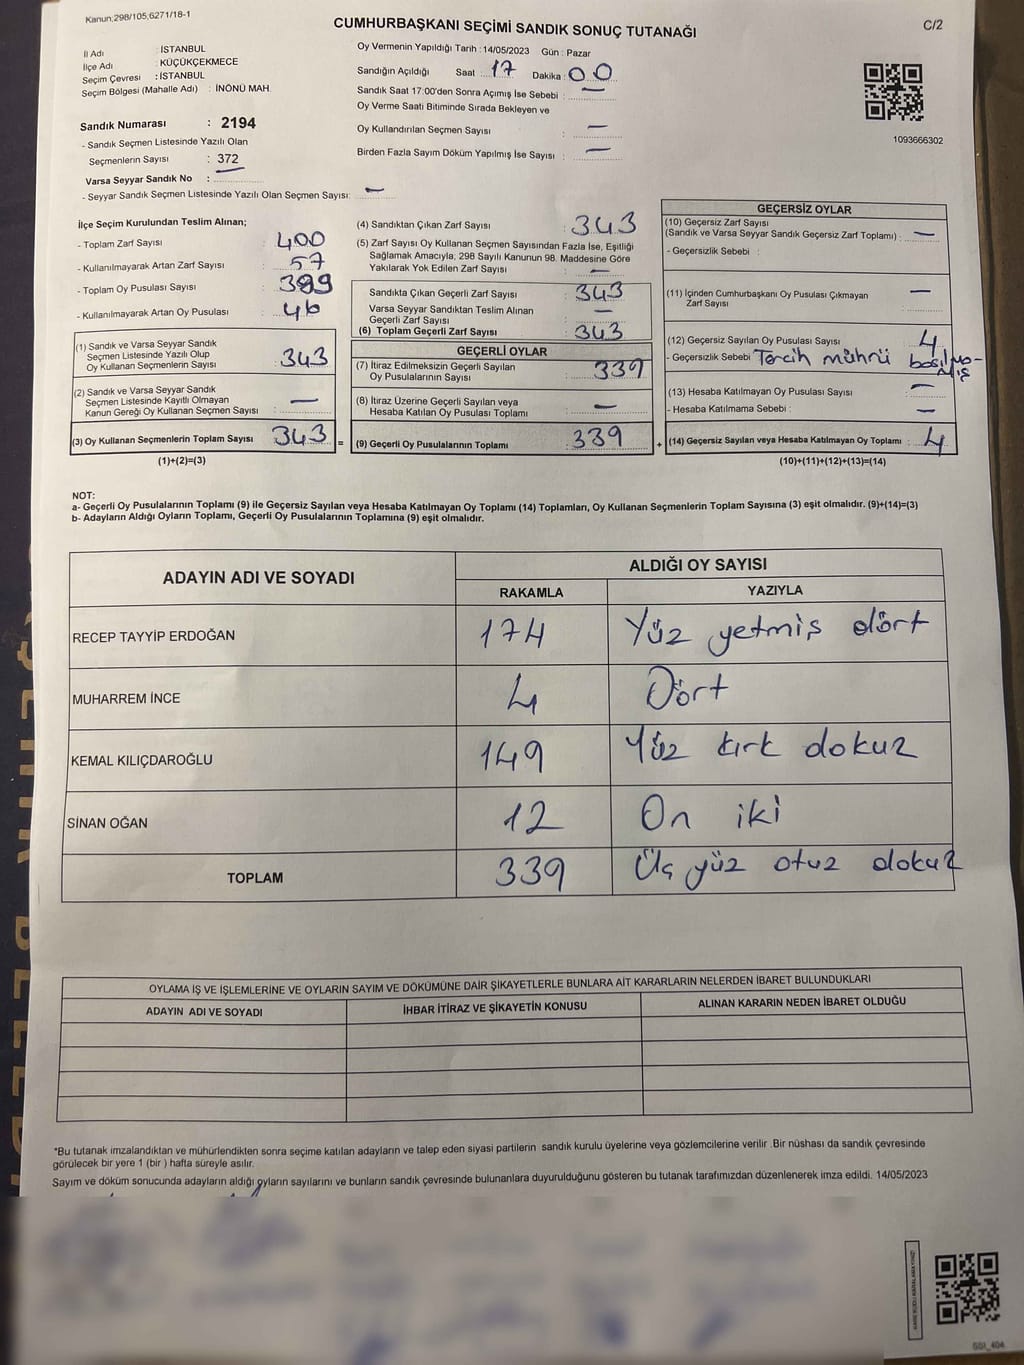 Kanun;298/105,6271/18-1
CUMHURBAŞKANI SEÇİMİ SANDIK SONUÇ TUTANAĞI
C/2
İl Adı : İSTANBUL
İlçe Adı : KÜÇÜKÇEKMECE
Seçim Çevresi : İSTANBUL
Seçim Bölgesi (Mahalle Adı) : İNÖNÜ MAH.
Sandık Numarası : 2194
- Sandık Seçmen Listesinde Yazılı Olan
Seçmenlerin Sayısı : 372
Varsa Seyyar Sandık No :
- Seyyar Sandık Seçmen Listesinde Yazılı Olan Seçmen Sayısı: —
Oy Vermenin Yapıldığı Tarih : 14/05/2023 Gün : Pazar
Sandığın Açıldığı Saat : 17 Dakika : 00
Sandık Saat 17:00'den Sonra Açımış İse Sebebi : —
Oy Verme Saati Bitiminde Sırada Bekleyen ve
Oy Kullandırılan Seçmen Sayısı : —
Birden Fazla Sayım Döküm Yapılmış İse Sayısı : —
1093666302
İlçe Seçim Kurulundan Teslim Alınan;
- Toplam Zarf Sayısı : 400
- Kullanılmayarak Artan Zarf Sayısı : 57
- Toplam Oy Pusulası Sayısı : 389
- Kullanılmayarak Artan Oy Pusulası : 46
(1) Sandık ve Varsa Seyyar Sandık
Seçmen Listesinde Yazılı Olup
Oy Kullanan Seçmenlerin Sayısı : 343
(2) Sandık ve Varsa Seyyar Sandık
Seçmen Listesinde Kayıtlı Olmayan
Kanun Gereği Oy Kullanan Seçmen Sayısı : —
(3) Oy Kullanan Seçmenlerin Toplam Sayısı : 343 =
(1)+(2)=(3)
(4) Sandıktan Çıkan Zarf Sayısı : 343
(5) Zarf Sayısı Oy Kullanan Seçmen Sayısından Fazla İse, Eşitliği
Sağlamak Amacıyla; 298 Sayılı Kanunun 98. Maddesine Göre
Yakılarak Yok Edilen Zarf Sayısı : —
Sandıkta Çıkan Geçerli Zarf Sayısı : 343
Varsa Seyyar Sandıktan Teslim Alınan
Geçerli Zarf Sayısı : —
(6) Toplam Geçerli Zarf Sayısı : 343
GEÇERLİ OYLAR
(7) İtiraz Edilmeksizin Geçerli Sayılan
Oy Pusulalarının Sayısı : 339
(8) İtiraz Üzerine Geçerli Sayılan veya
Hesaba Katılan Oy Pusulası Toplamı : —
(9) Geçerli Oy Pusulalarının Toplamı : 339 +
GEÇERSİZ OYLAR
(10) Geçersiz Zarf Sayısı
(Sandık ve Varsa Seyyar Sandık Geçersiz Zarf Toplamı) : —
- Geçersizlik Sebebi :
(11) İçinden Cumhurbaşkanı Oy Pusulası Çıkmayan
Zarf Sayısı : —
(12) Geçersiz Sayılan Oy Pusulası Sayısı : 4
- Geçersizlik Sebebi Tercih mührü basılma-
mış
(13) Hesaba Katılmayan Oy Pusulası Sayısı : —
- Hesaba Katılmama Sebebi : —
(14) Geçersiz Sayılan veya Hesaba Katılmayan Oy Toplamı : 4
(10)+(11)+(12)+(13)=(14)
NOT:
a- Geçerli Oy Pusulalarının Toplamı (9) ile Geçersiz Sayılan veya Hesaba Katılmayan Oy Toplamı (14) Toplamları, Oy Kullanan Seçmenlerin Toplam Sayısına (3) eşit olmalıdır. (9)+(14)=(3)
b- Adayların Aldığı Oyların Toplamı, Geçerli Oy Pusulalarının Toplamına (9) eşit olmalıdır.
ADAYIN ADI VE SOYADI
ALDIĞI OY SAYISI
RAKAMLA YAZIYLA
RECEP TAYYİP ERDOĞAN 174 Yüz yetmiş dört
MUHARREM İNCE 4 Dört
KEMAL KILIÇDAROĞLU 149 Yüz kırk dokuz
SİNAN OĞAN 12 On iki
TOPLAM 339 Üç yüz otuz dokuz
OYLAMA İŞ VE İŞLEMLERİNE VE OYLARIN SAYIM VE DÖKÜMÜNE DAİR ŞİKAYETLERLE BUNLARA AİT KARARLARIN NELERDEN İBARET BULUNDUKLARI
ADAYIN ADI VE SOYADI İHBAR İTİRAZ VE ŞİKAYETİN KONUSU ALINAN KARARIN NEDEN İBARET OLDUĞU
*Bu tutanak imzalandıktan ve mühürlendikten sonra seçime katılan adayların ve talep eden siyasi partilerin sandık kurulu üyelerine veya gözlemcilerine verilir .Bir nüshası da sandık çevresinde
görülecek bir yere 1 (bir ) hafta süreyle asılır.
Sayım ve döküm sonucunda adayların aldığı oyların sayılarını ve bunların sandık çevresinde bulunanlara duyurulduğunu gösteren bu tutanak tarafımızdan düzenlenerek imza edildi. 14/05/2023
KARE KODU KARALAMAYINIZ!